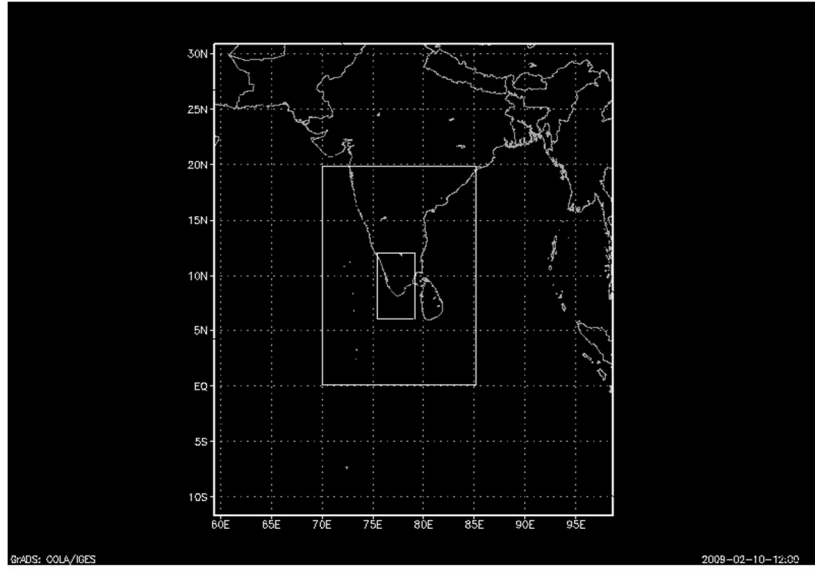 30N
25N
20N
15N
10N
5N
EQ
5S
10S
60E 65E 70E 75E 80E 85E 90E 95E
GrADS: COLA/IGES 2009-02-10-12:00